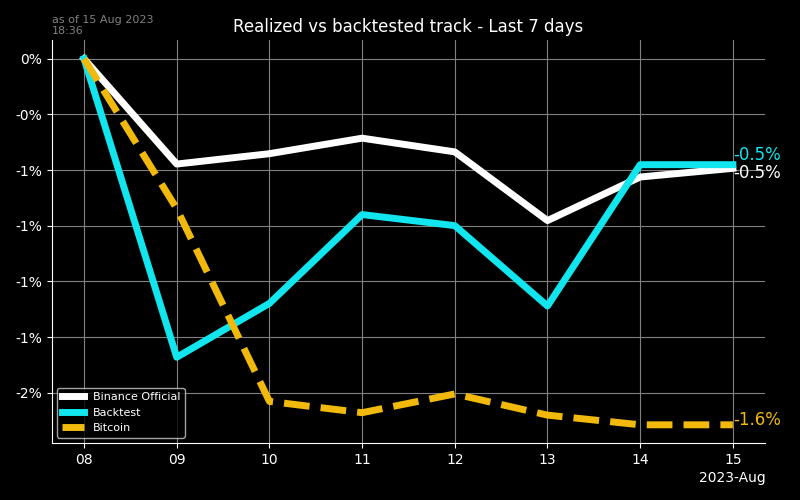 as of 15 Aug 2023
18:36
Realized vs backtested track - Last 7 days
0%
-0%
-1%
-1%
-1%
-1%
-2%
-0.5%
-0.5%
-1.6%
Binance Official
Backtest
Bitcoin
08 09 10 11 12 13 14 15
2023-Aug